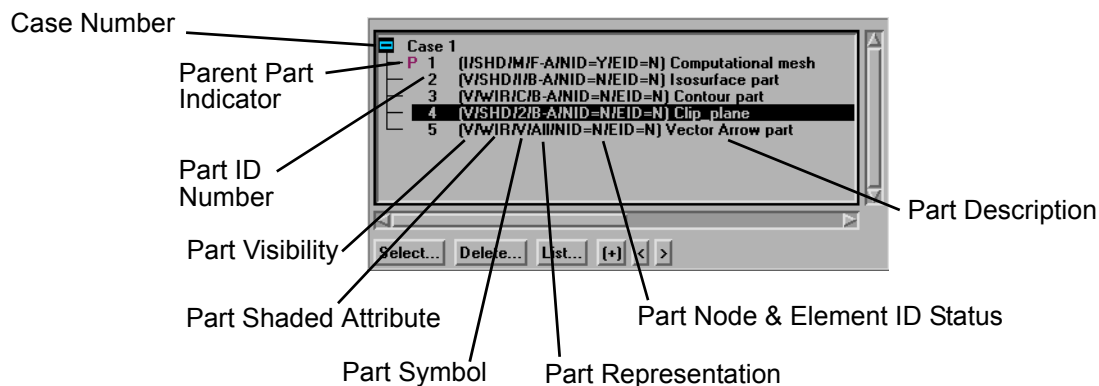 Case Number
Case 1
P 1 (I/SHD/M/F-A/NID=Y/EID=N) Computational mesh
2 (V/SHD/I/B-A/NID=N/EID=N) Isosurface part
3 (V/WIR/C/B-A/NID=N/EID=N) Contour part
4 (V/SHD/2/B-A/NID=N/EID=N) Clip_plane
5 (V/WIR/V/All/NID=N/EID=N) Vector Arrow part
Parent Part
Indicator
Part ID
Number
Part Description
Part Visibility
Select... Delete... List... (+) < >
Part Shaded Attribute
Part Node & Element ID Status
Part Symbol
Part Representation